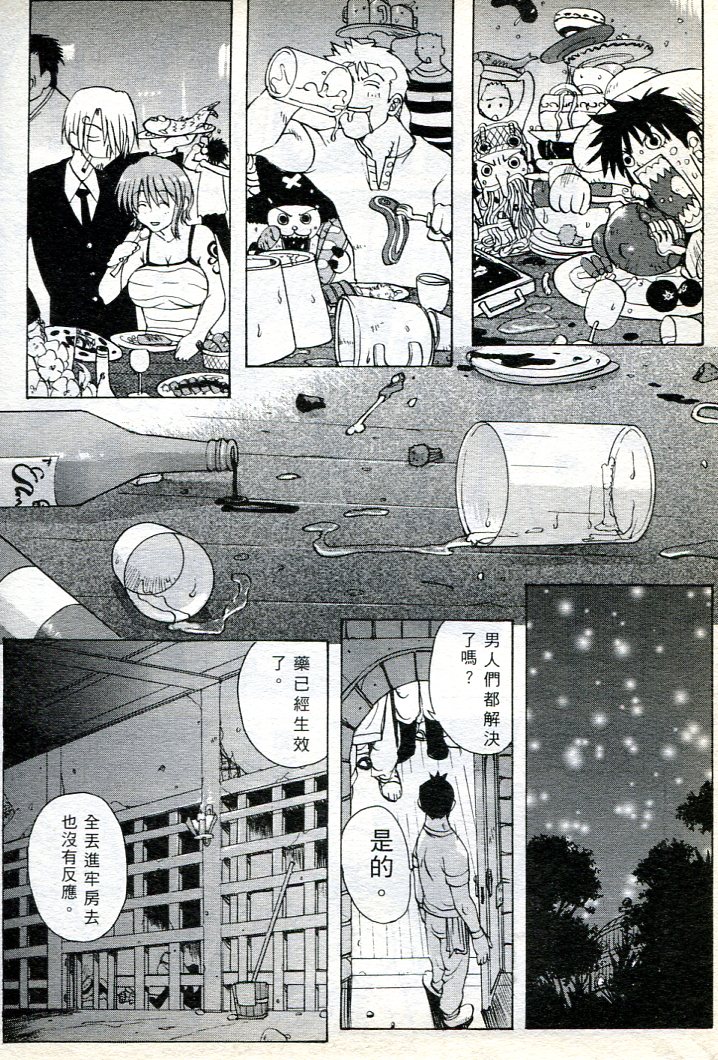 男人們都解決
了嗎？
是的。
藥已經生效
了。
全丟進牢房去
也沒有反應。